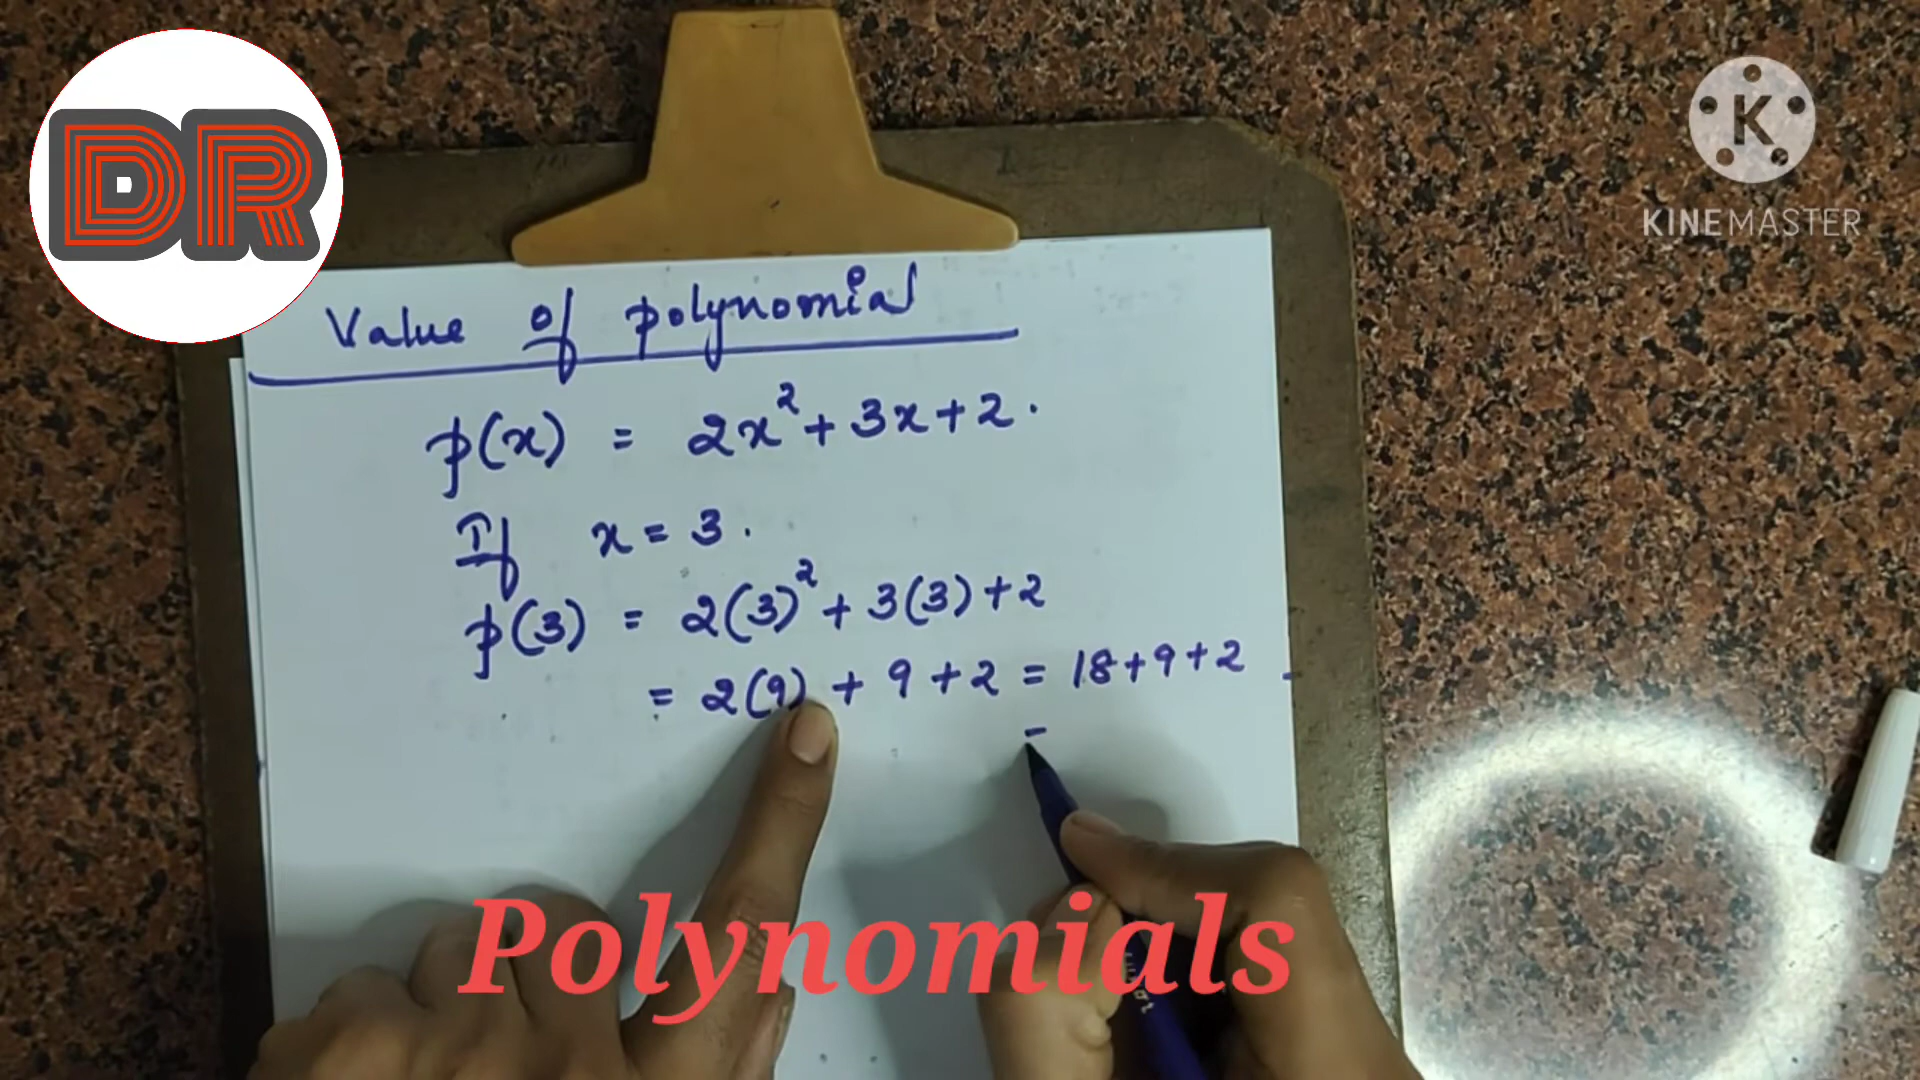 DR
K
KINEMASTER
Value of polynomial
p(x) = 2x² + 3x + 2.
If x = 3.
p(3) = 2(3)² + 3(3) + 2
= 2(9) + 9 + 2 = 18 + 9 + 2
=
Polynomials